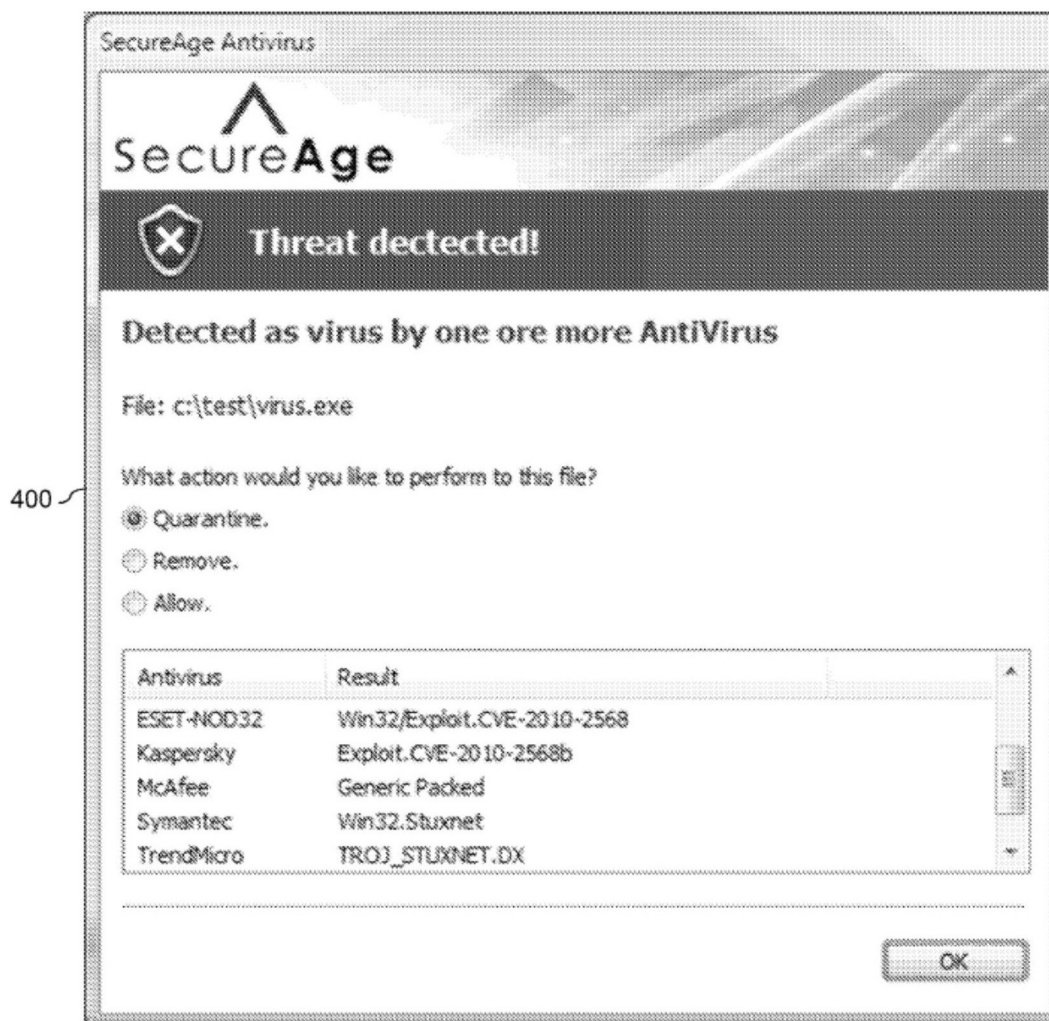 SecureAge Antivirus
SecureAge
Threat dectected!
Detected as virus by one ore more AntiVirus
File: c:\test\virus.exe
What action would you like to perform to this file?
400
Quarantine.
Remove.
Allow.
Antivirus Result
ESET-NOD32 Win32/Exploit.CVE-2010-2568
Kaspersky Exploit.CVE-2010-2568b
McAfee Generic Packed
Symantec Win32.Stuxnet
TrendMicro TROJ_STUXNET.DX
OK